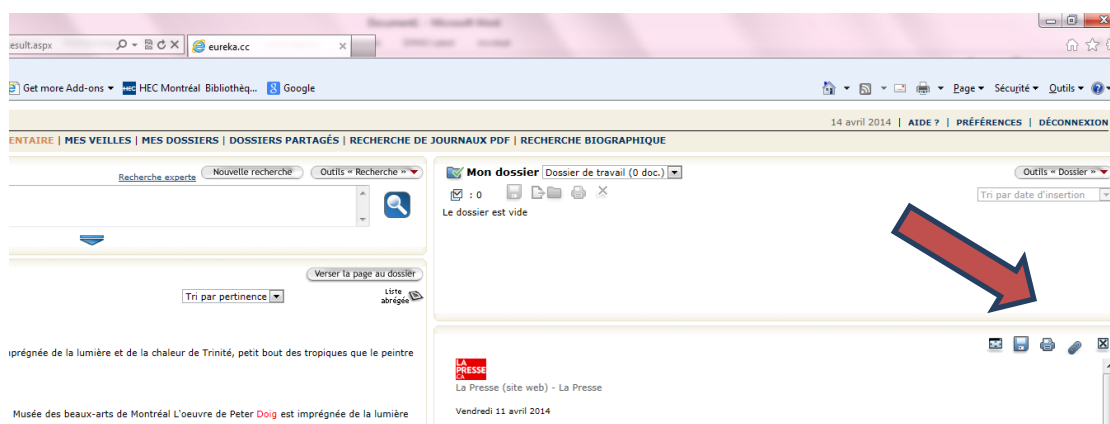 Document1 - Microsoft Word
esult.aspx
eureka.cc
Get more Add-ons
HEC Montréal Bibliothèq...
Google
Page
Sécurité
Outils
14 avril 2014 | AIDE ? | PRÉFÉRENCES | DÉCONNEXION
ENTAIRE | MES VEILLES | MES DOSSIERS | DOSSIERS PARTAGÉS | RECHERCHE DE JOURNAUX PDF | RECHERCHE BIOGRAPHIQUE
Recherche experte
Nouvelle recherche
Outils « Recherche »
Mon dossier
Dossier de travail (0 doc.)
Outils « Dossier »
: 0
Tri par date d'insertion
Le dossier est vide
Verser la page au dossier
Tri par pertinence
Liste
abrégée
prégnée de la lumière et de la chaleur de Trinité, petit bout des tropiques que le peintre
Musée des beaux-arts de Montréal L'oeuvre de Peter Doig est imprégnée de la lumière
LA
PRESSE
.CA
La Presse (site web) - La Presse
Vendredi 11 avril 2014